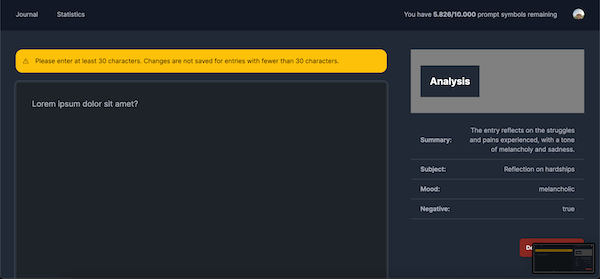 Journal Statistics You have 5.826/10.000 prompt symbols remaining
⚠ Please enter at least 30 characters. Changes are not saved for entries with fewer than 30 characters.
Lorem ipsum dolor sit amet?
Analysis
Summary: The entry reflects on the struggles
and pains experienced, with a tone
of melancholy and sadness.
Subject: Reflection on hardships
Mood: melancholic
Negative: true